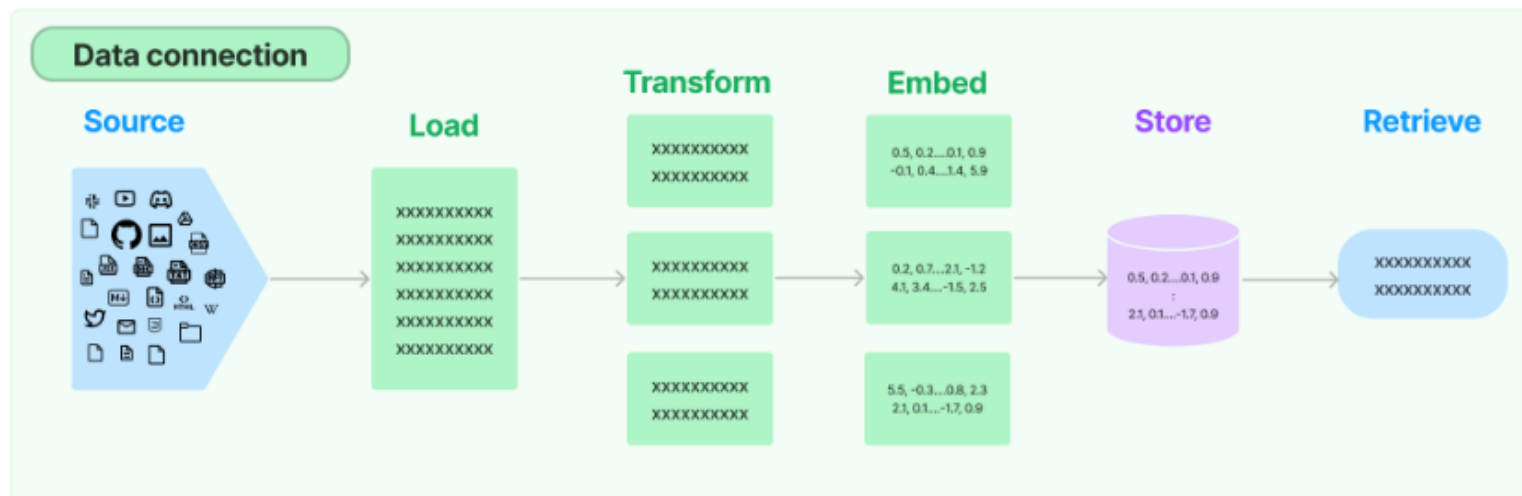 Data connection
Source
Load
Transform
Embed
Store
Retrieve
CSV
TXT
M↓
HTML
W
XXXXXXXXXX
XXXXXXXXXX
XXXXXXXXXX
XXXXXXXXXX
XXXXXXXXXX
XXXXXXXXXX
XXXXXXXXXX
XXXXXXXXXX
XXXXXXXXXX
XXXXXXXXXX
XXXXXXXXXX
XXXXXXXXXX
0.5, 0.2....0.1, 0.9
-0.1, 0.4....1.4, 5.9
0.2, 0.7....2.1, -1.2
4.1, 3.4....-1.5, 2.5
5.5, -0.3....0.8, 2.3
2.1, 0.1....-1.7, 0.9
0.5, 0.2....0.1, 0.9
:
2.1, 0.1....-1.7, 0.9
XXXXXXXXXX
XXXXXXXXXX